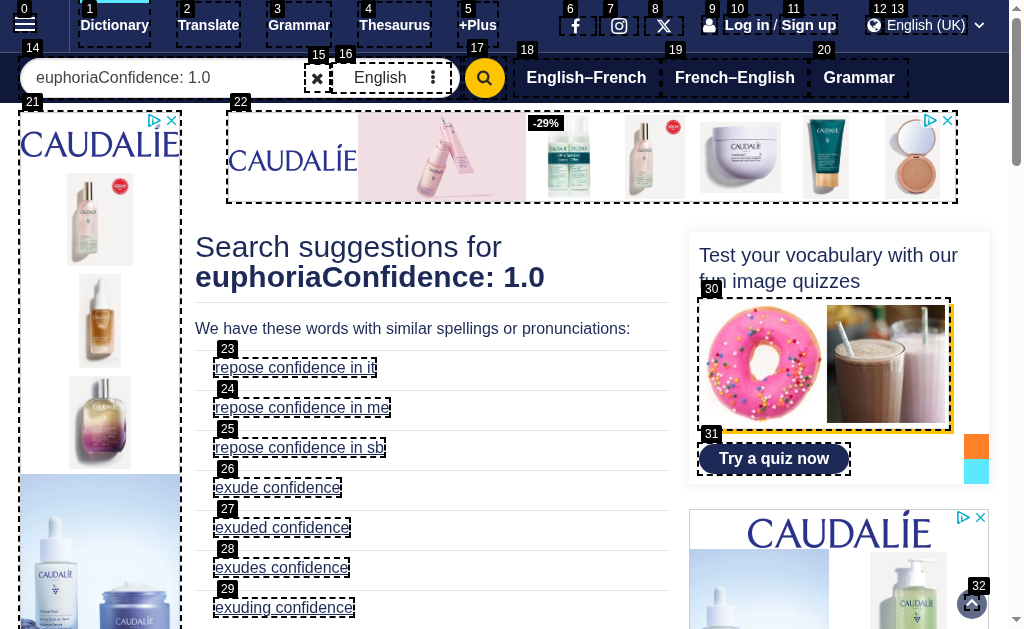 0 1 2 3 4 5 6 7 8 9 10 11 12 13
Dictionary Translate Grammar Thesaurus +Plus Log in / Sign up English (UK)
14 15 16 17 18 19 20
euphoriaConfidence: 1.0 English English–French French–English Grammar
21 22
CAUDALÍE
CAUDALÍE
-29%
Search suggestions for
euphoriaConfidence: 1.0
We have these words with similar spellings or pronunciations:
23
repose confidence in it
24
repose confidence in me
25
repose confidence in sb
26
exude confidence
27
exuded confidence
28
exudes confidence
29
exuding confidence
Test your vocabulary with our
fun image quizzes
30
31
Try a quiz now
CAUDALÍE
32
CAUDALÍE
CAUDALÍE